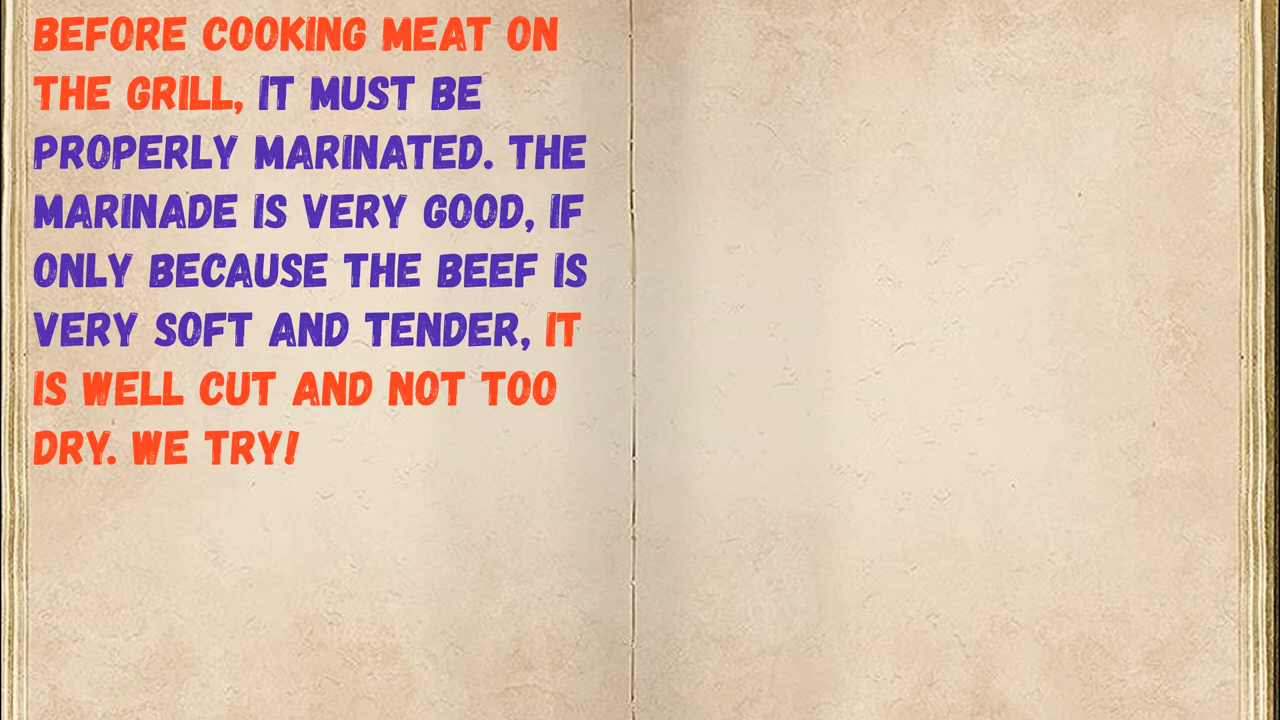 BEFORE COOKING MEAT ON
THE GRILL, IT MUST BE
PROPERLY MARINATED. THE
MARINADE IS VERY GOOD, IF
ONLY BECAUSE THE BEEF IS
VERY SOFT AND TENDER, IT
IS WELL CUT AND NOT TOO
DRY. WE TRY!